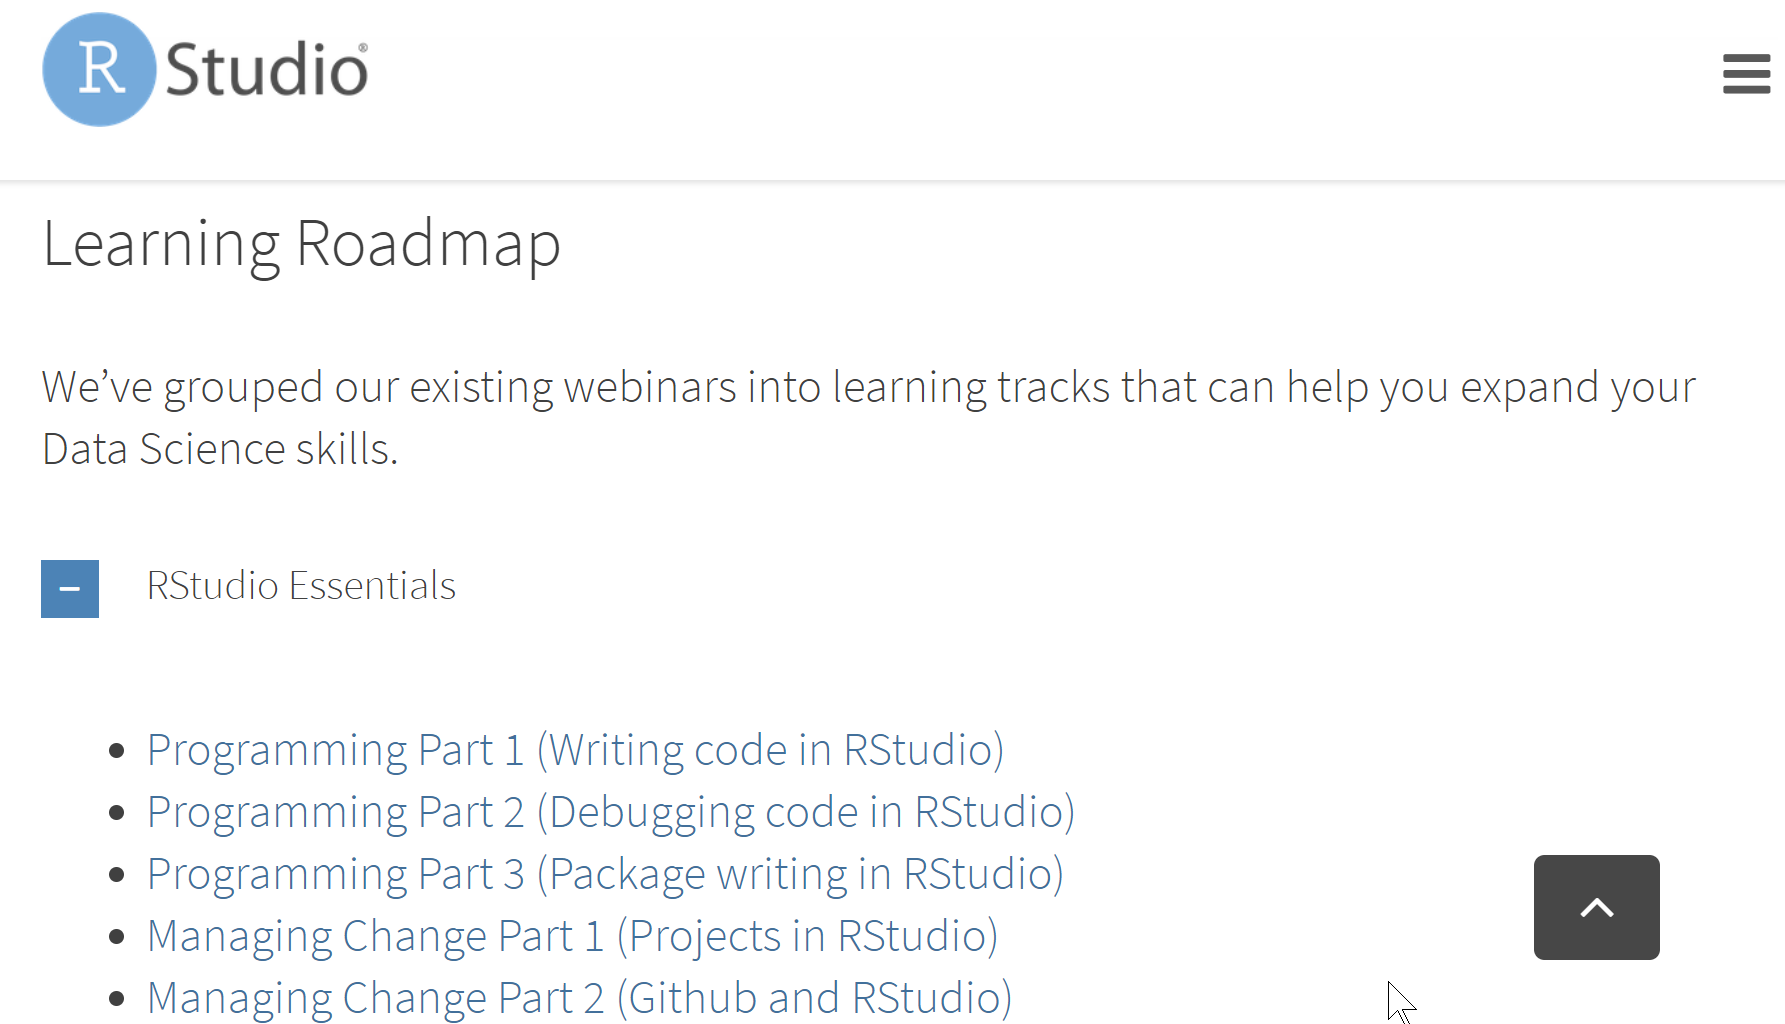 R Studio®
Learning Roadmap
We’ve grouped our existing webinars into learning tracks that can help you expand your
Data Science skills.
RStudio Essentials
Programming Part 1 (Writing code in RStudio)
Programming Part 2 (Debugging code in RStudio)
Programming Part 3 (Package writing in RStudio)
Managing Change Part 1 (Projects in RStudio)
Managing Change Part 2 (Github and RStudio)